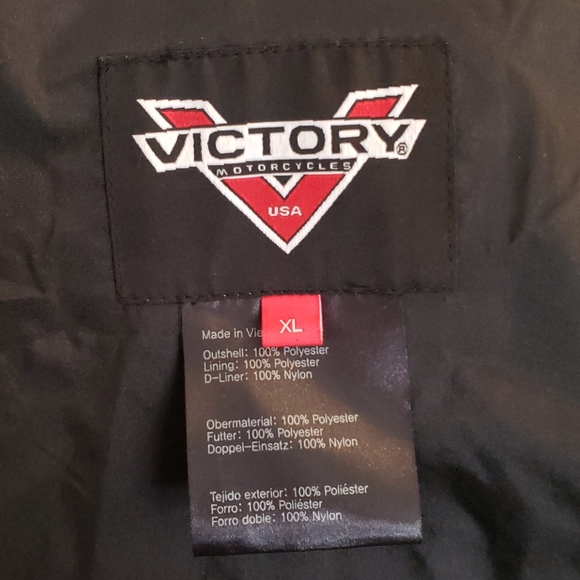 VICTORY®
MOTORCYCLES
USA
XL
Made in
Outshell: 100% Polyester
Lining: 100% Polyester
D-Liner: 100% Nylon
Obermaterial: 100% Polyester
Futter: 100% Polyester
Doppel-Einsatz: 100% Nylon
Tejido exterior: 100% Poliéster
Forro: 100% Poliéster
Forro doble: 100% Nylon